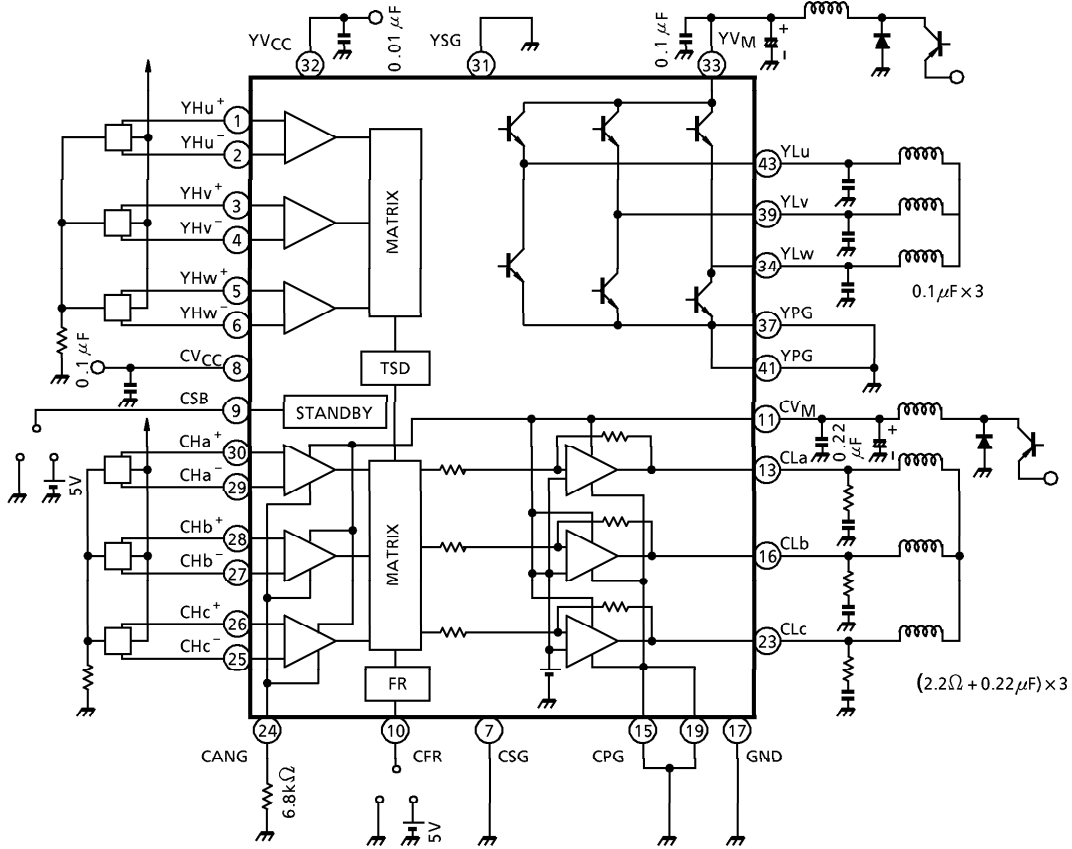 YVCC
0.01 μF
YSG
0.1 μF
YVM
+
-
32
31
33
YHu+
1
YHu−
2
YHv+
3
YHv−
4
YHw+
5
YHw−
6
MATRIX
43
YLu
39
YLv
34
YLw
0.1 μF×3
37
YPG
41
YPG
0.1 μF
CVCC
8
TSD
CSB
9
STANDBY
11
CVM
0.22 μF
+
-
CHa+
30
CHa−
29
5V
CHb+
28
CHb−
27
CHc+
26
CHc−
25
MATRIX
FR
13
CLa
16
CLb
23
CLc
(2.2Ω+0.22μF)×3
24
10
7
15
19
17
CANG
CFR
CSG
CPG
GND
6.8kΩ
5V